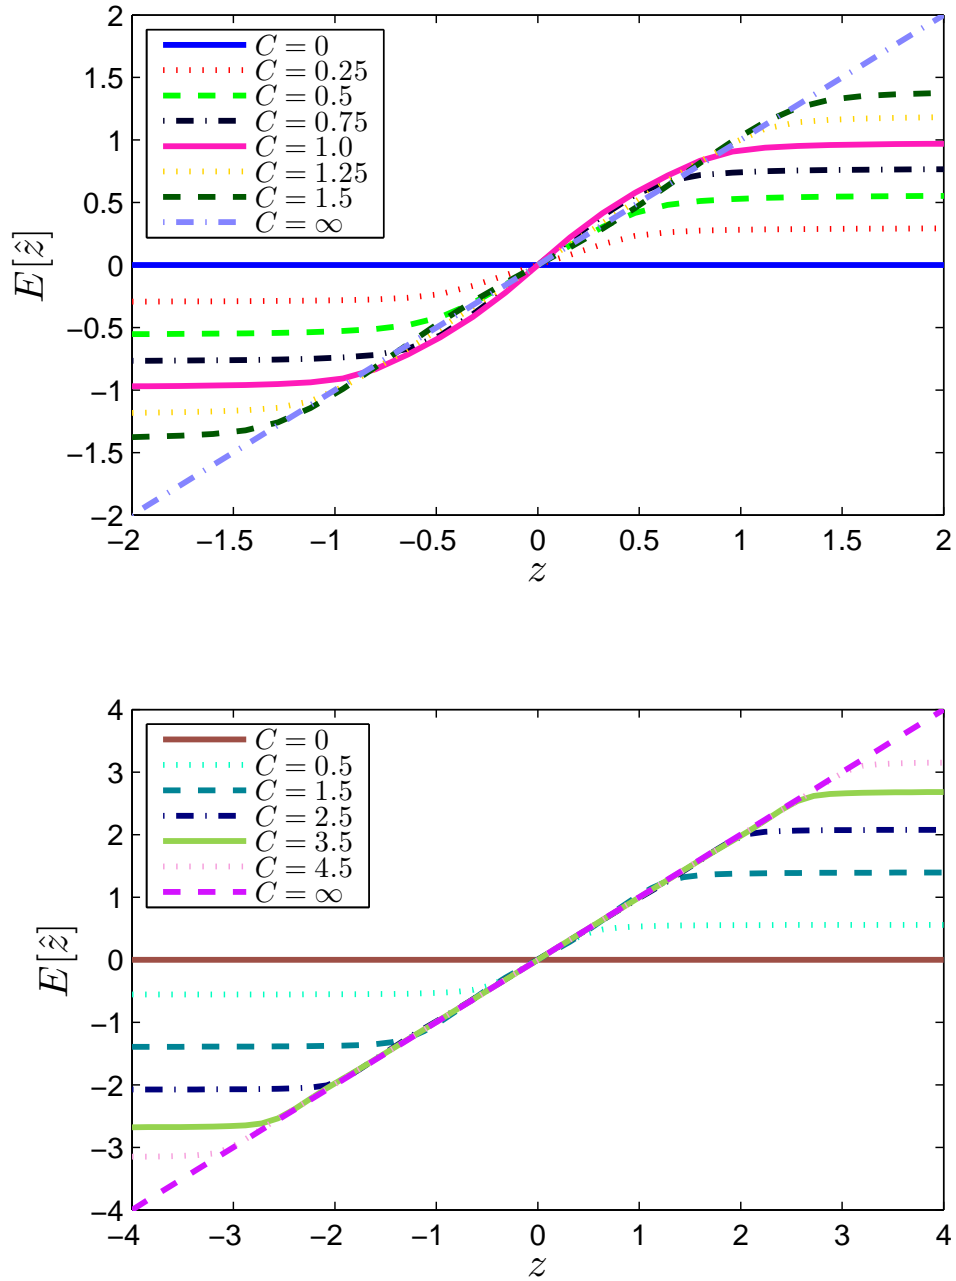 2
1.5
1
0.5
0
−0.5
−1
−1.5
−2
E[ẑ]
C = 0
C = 0.25
C = 0.5
C = 0.75
C = 1.0
C = 1.25
C = 1.5
C = ∞
−2 −1.5 −1 −0.5 0 0.5 1 1.5 2
z
4
3
2
1
0
−1
−2
−3
−4
E[ẑ]
C = 0
C = 0.5
C = 1.5
C = 2.5
C = 3.5
C = 4.5
C = ∞
−4 −3 −2 −1 0 1 2 3 4
z